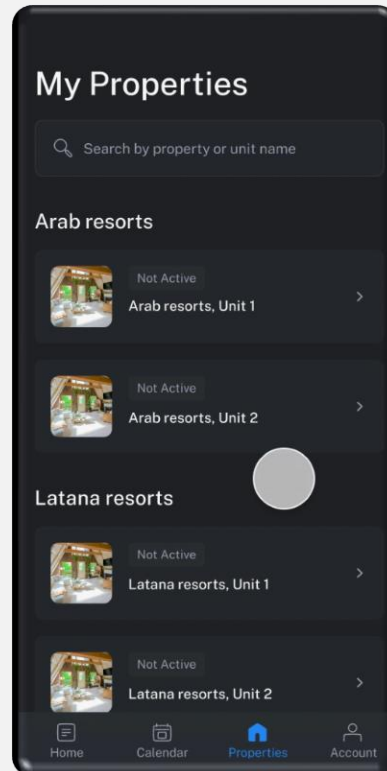 My Properties
Search by property or unit name
Arab resorts
Not Active
Arab resorts, Unit 1
Not Active
Arab resorts, Unit 2
Latana resorts
Not Active
Latana resorts, Unit 1
Not Active
Latana resorts, Unit 2
Home Calendar Properties Account